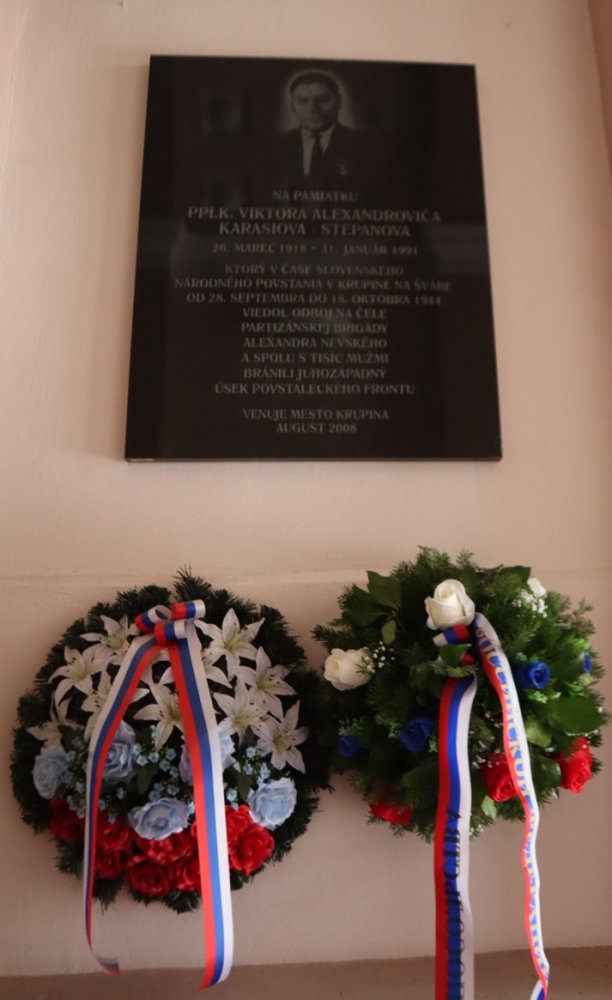 NA PAMIATKU
PPLK. VIKTORA ALEXANDROVIČA
KARASIOVA - STEPANOVA
26. MAREC 1918 - 31. JANUÁR 1991
KTORÝ V ČASE SLOVENSKÉHO
NÁRODNÉHO POVSTANIA V KRUPINE NA ŠVÁBE
OD 28. SEPTEMBRA DO 18. OKTÓBRA 1944
VIEDOL ODBOJ NA ČELE
PARTIZÁNSKEJ BRIGÁDY
ALEXANDRA NEVSKÉHO
A SPOLU S TISÍC MUŽMI
BRÁNILI JUHOZÁPADNÝ
ÚSEK POVSTALECKÉHO FRONTU
VENUJE MESTO KRUPINA
AUGUST 2008